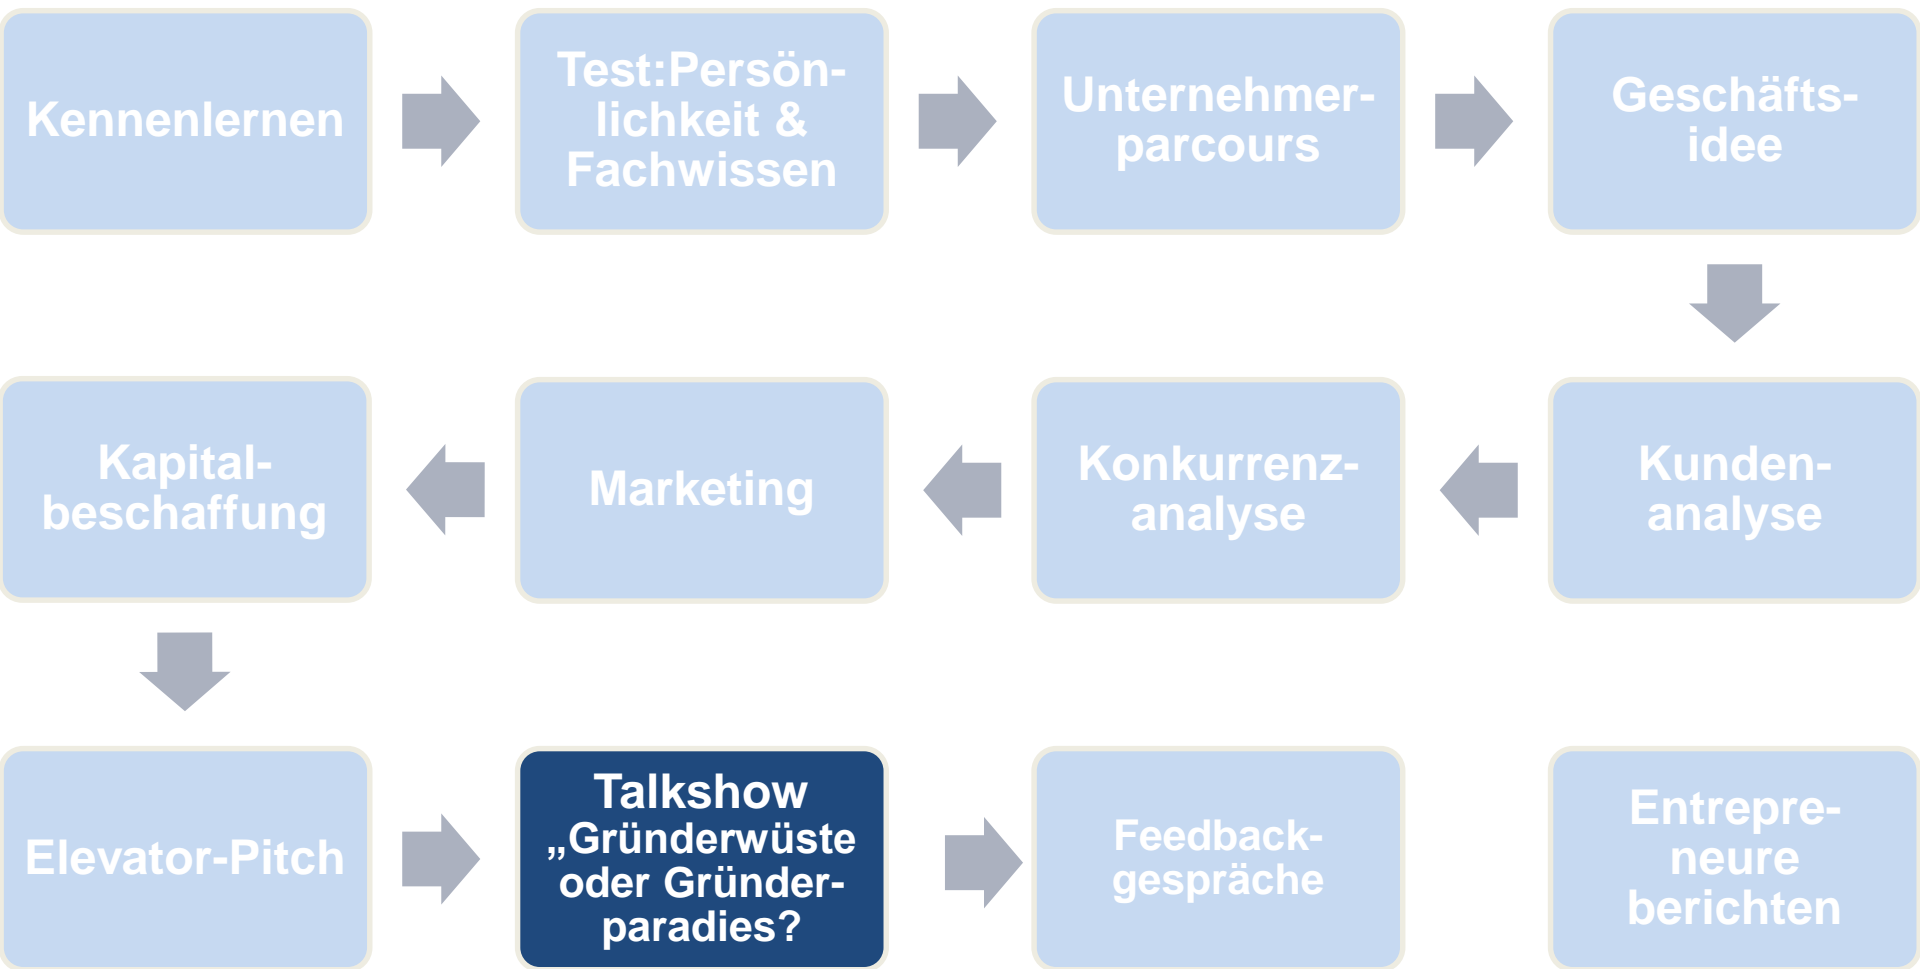 Kennenlernen
Test:Persön-
lichkeit &
Fachwissen
Unternehmer-
parcours
Geschäfts-
idee
Kapital-
beschaffung
Marketing
Konkurrenz-
analyse
Kunden-
analyse
Elevator-Pitch
Talkshow
„Gründerwüste
oder Gründer-
paradies?
Feedback-
gespräche
Entrepre-
neure
berichten